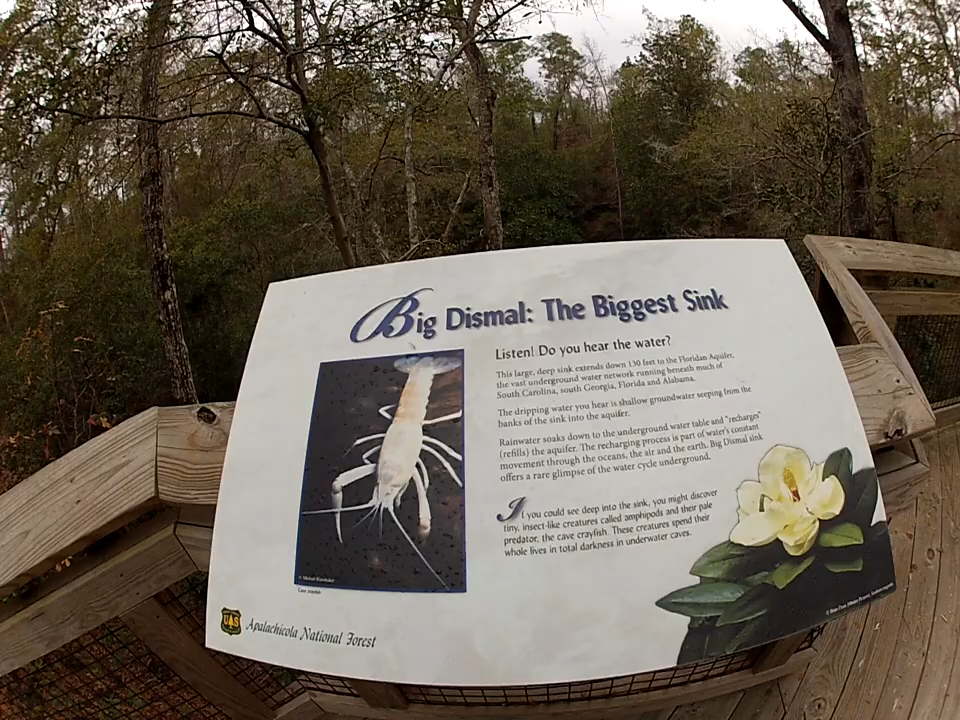 Big Dismal: The Biggest Sink
Listen! Do you hear the water?
This large, deep sink extends down 130 feet to the Floridan Aquifer,
the vast underground water network running beneath much of
South Carolina, south Georgia, Florida and Alabama.
The dripping water you hear is shallow groundwater seeping from the
banks of the sink into the aquifer.
Rainwater soaks down to the underground water table and "recharges"
(refills) the aquifer. The recharging process is part of water's constant
movement through the oceans, the air and the earth. Big Dismal sink
offers a rare glimpse of the water cycle underground.
If you could see deep into the sink, you might discover
tiny, insect-like creatures called amphipods and their pale
predator, the cave crayfish. These creatures spend their
whole lives in total darkness in underwater caves.
Cave crayfish
UAS
Apalachicola National Forest